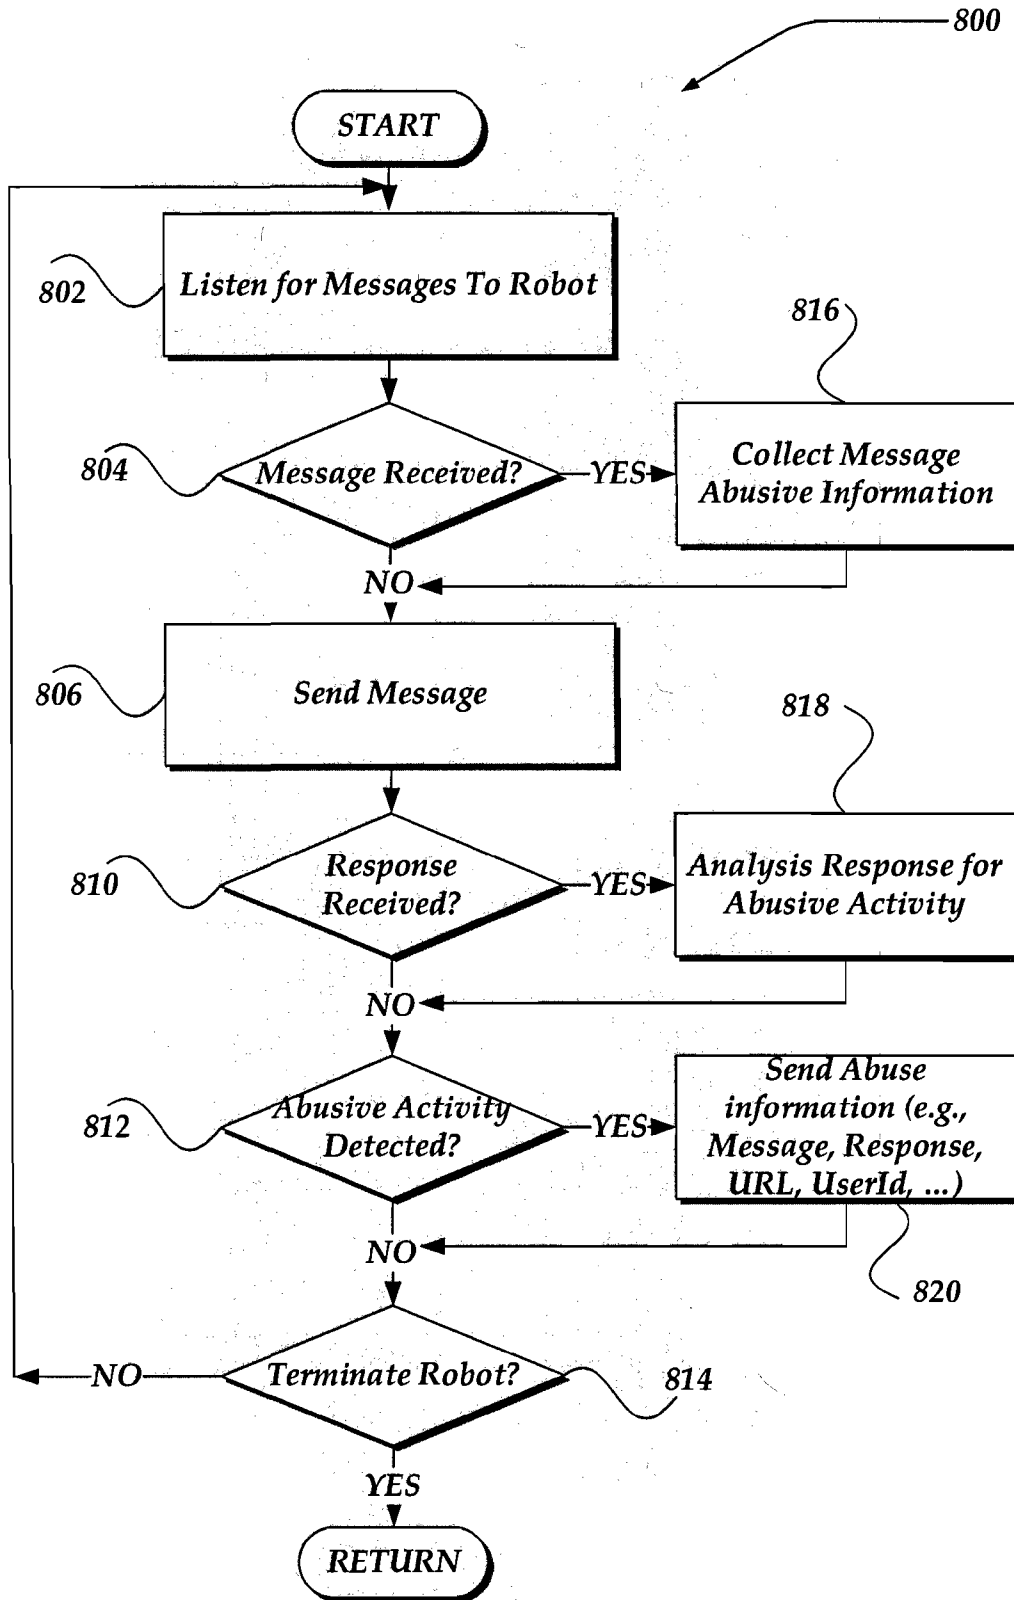 800
START
802
Listen for Messages To Robot
816
804
Message Received?
YES
Collect Message
Abusive Information
NO
806
Send Message
818
810
Response
Received?
YES
Analysis Response for
Abusive Activity
NO
812
Abusive Activity
Detected?
YES
Send Abuse
information (e.g.,
Message, Response,
URL, UserId, ...)
NO
820
NO
Terminate Robot?
814
YES
RETURN